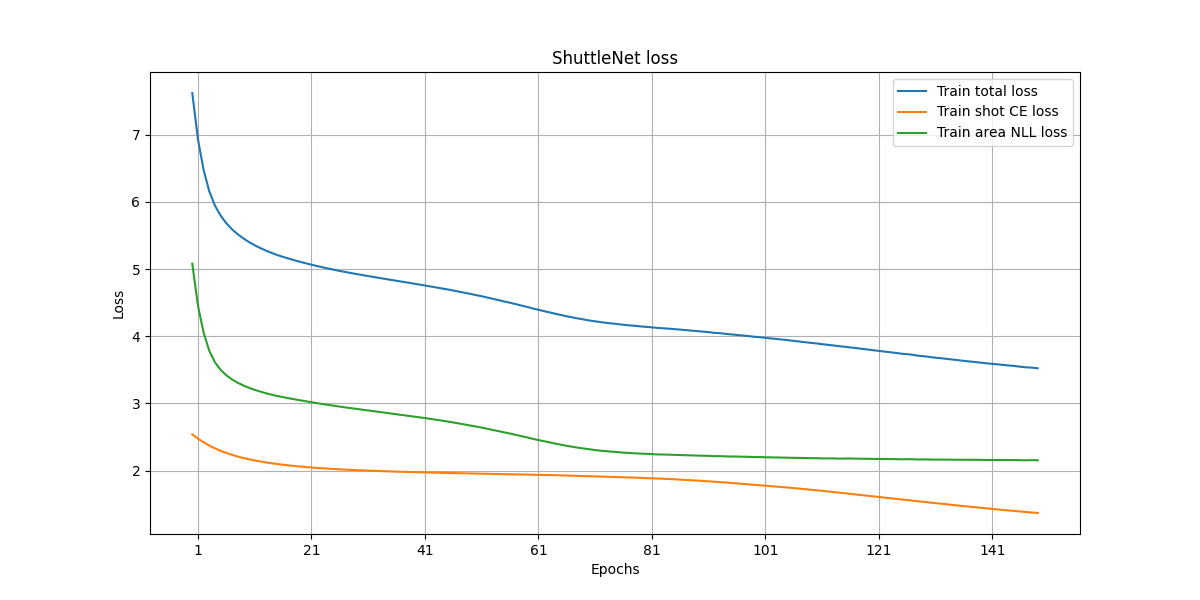 ShuttleNet loss
Train total loss
Train shot CE loss
Train area NLL loss
Loss
7
6
5
4
3
2
1 21 41 61 81 101 121 141
Epochs